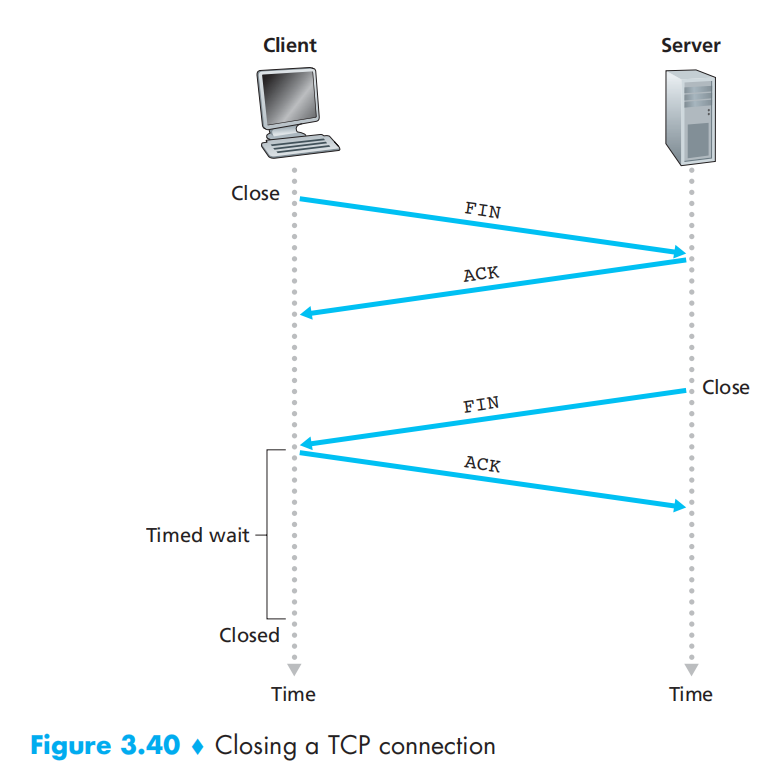 Client
Server
Close
FIN
ACK
Close
FIN
ACK
Timed wait
Closed
Time
Time
Figure 3.40 ♦ Closing a TCP connection